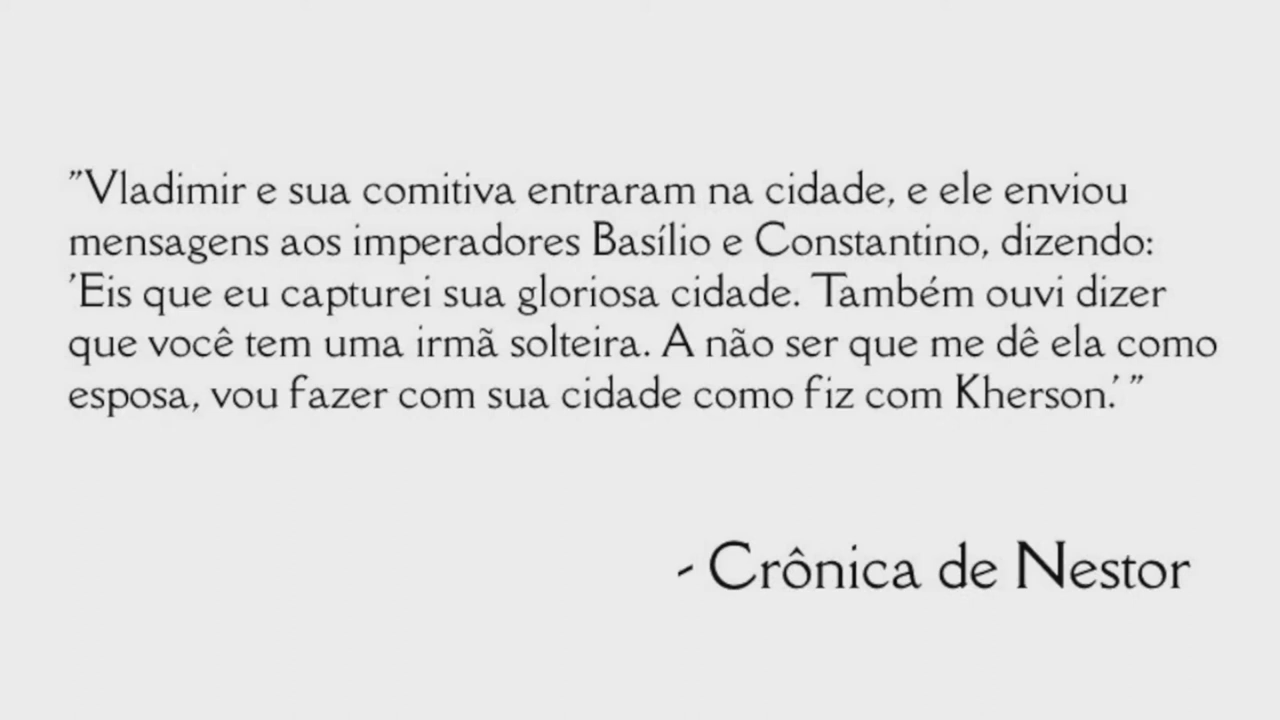 "Vladimir e sua comitiva entraram na cidade, e ele enviou
mensagens aos imperadores Basílio e Constantino, dizendo:
'Eis que eu capturei sua gloriosa cidade. Também ouvi dizer
que você tem uma irmã solteira. A não ser que me dê ela como
esposa, vou fazer com sua cidade como fiz com Kherson.' "
- Crônica de Nestor